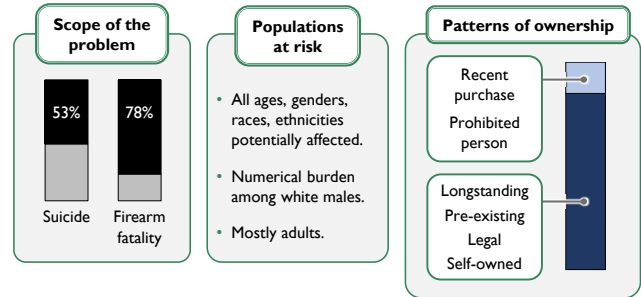 Scope of the
problem
53%
78%
Suicide
Firearm
fatality
Populations
at risk
• All ages, genders,
races, ethnicities
potentially affected.
• Numerical burden
among white males.
• Mostly adults.
Patterns of ownership
Recent
purchase
Prohibited
person
Longstanding
Pre-existing
Legal
Self-owned